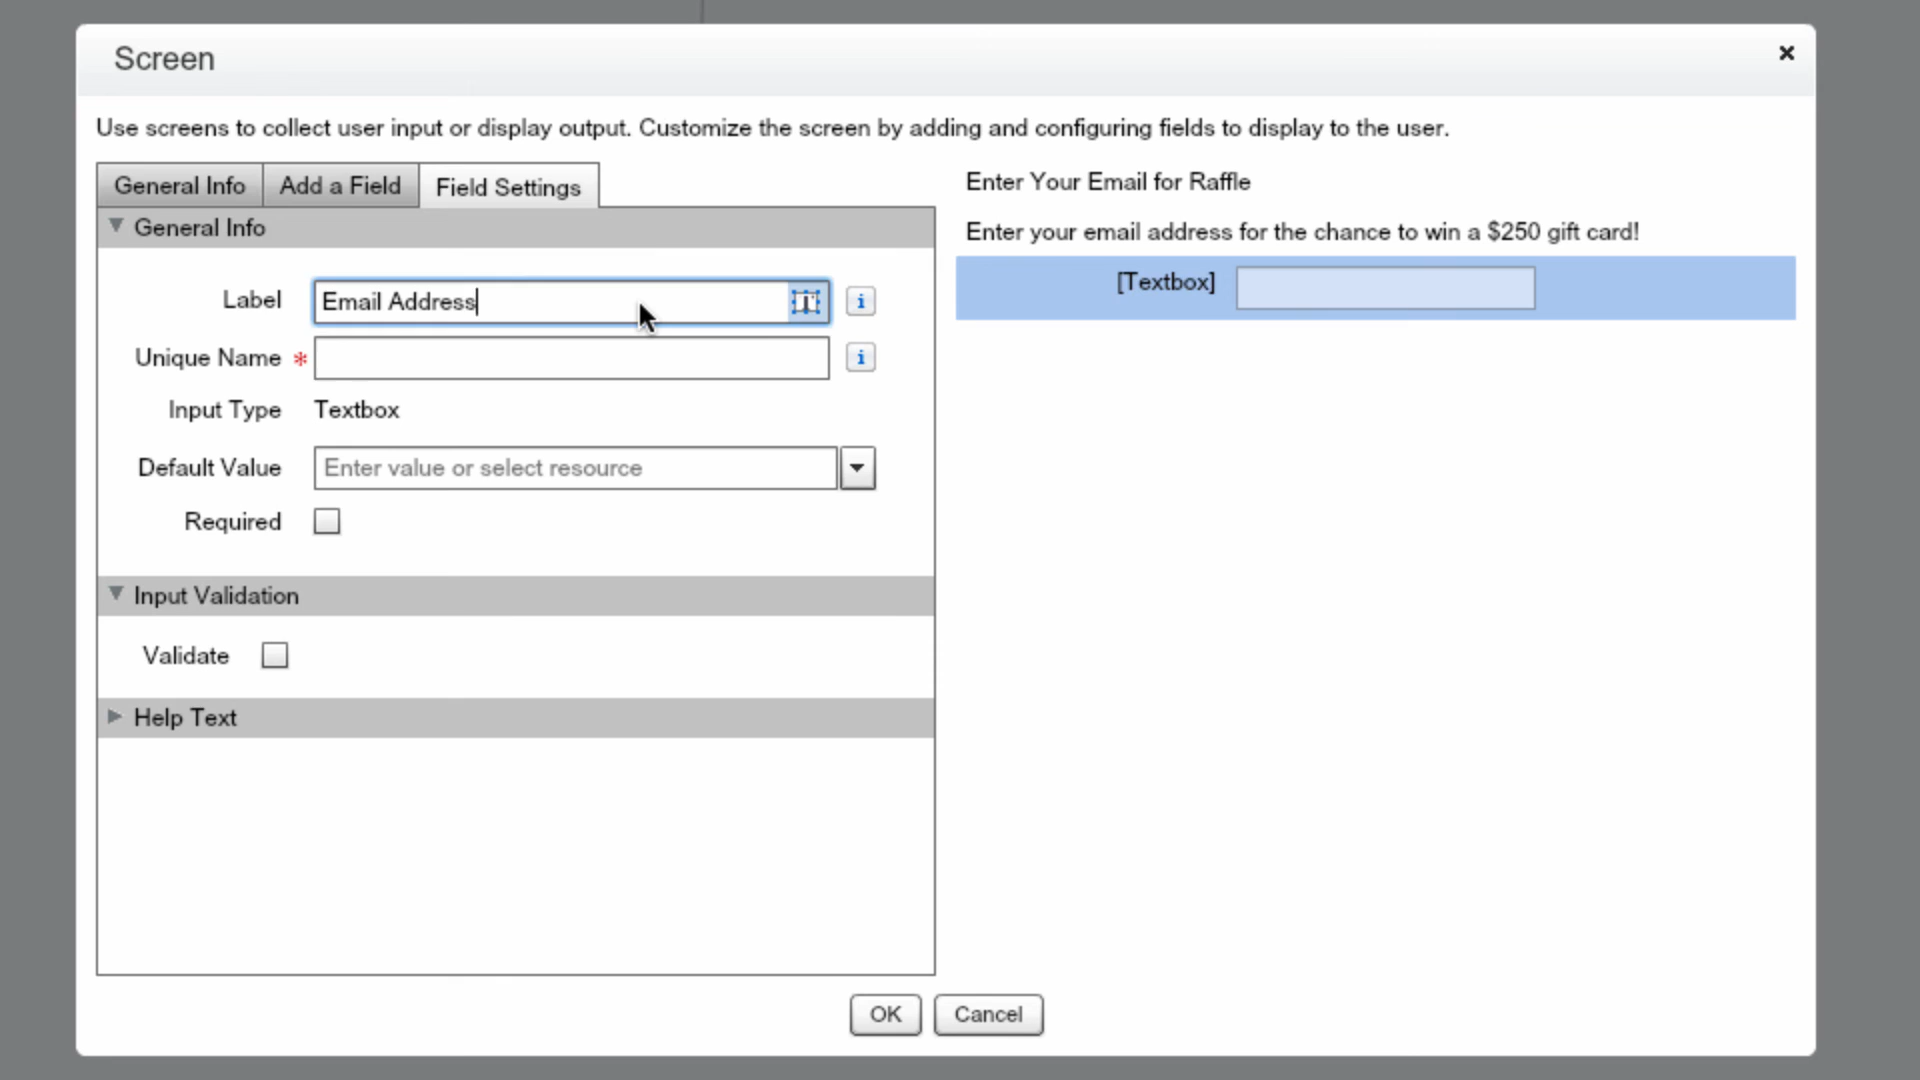 Screen
Use screens to collect user input or display output. Customize the screen by adding and configuring fields to display to the user.
General Info
Add a Field
Field Settings
General Info
Label
Email Address
Unique Name *
Input Type
Textbox
Default Value
Enter value or select resource
Required
Input Validation
Validate
Help Text
Enter Your Email for Raffle
Enter your email address for the chance to win a $250 gift card!
[Textbox]
OK
Cancel